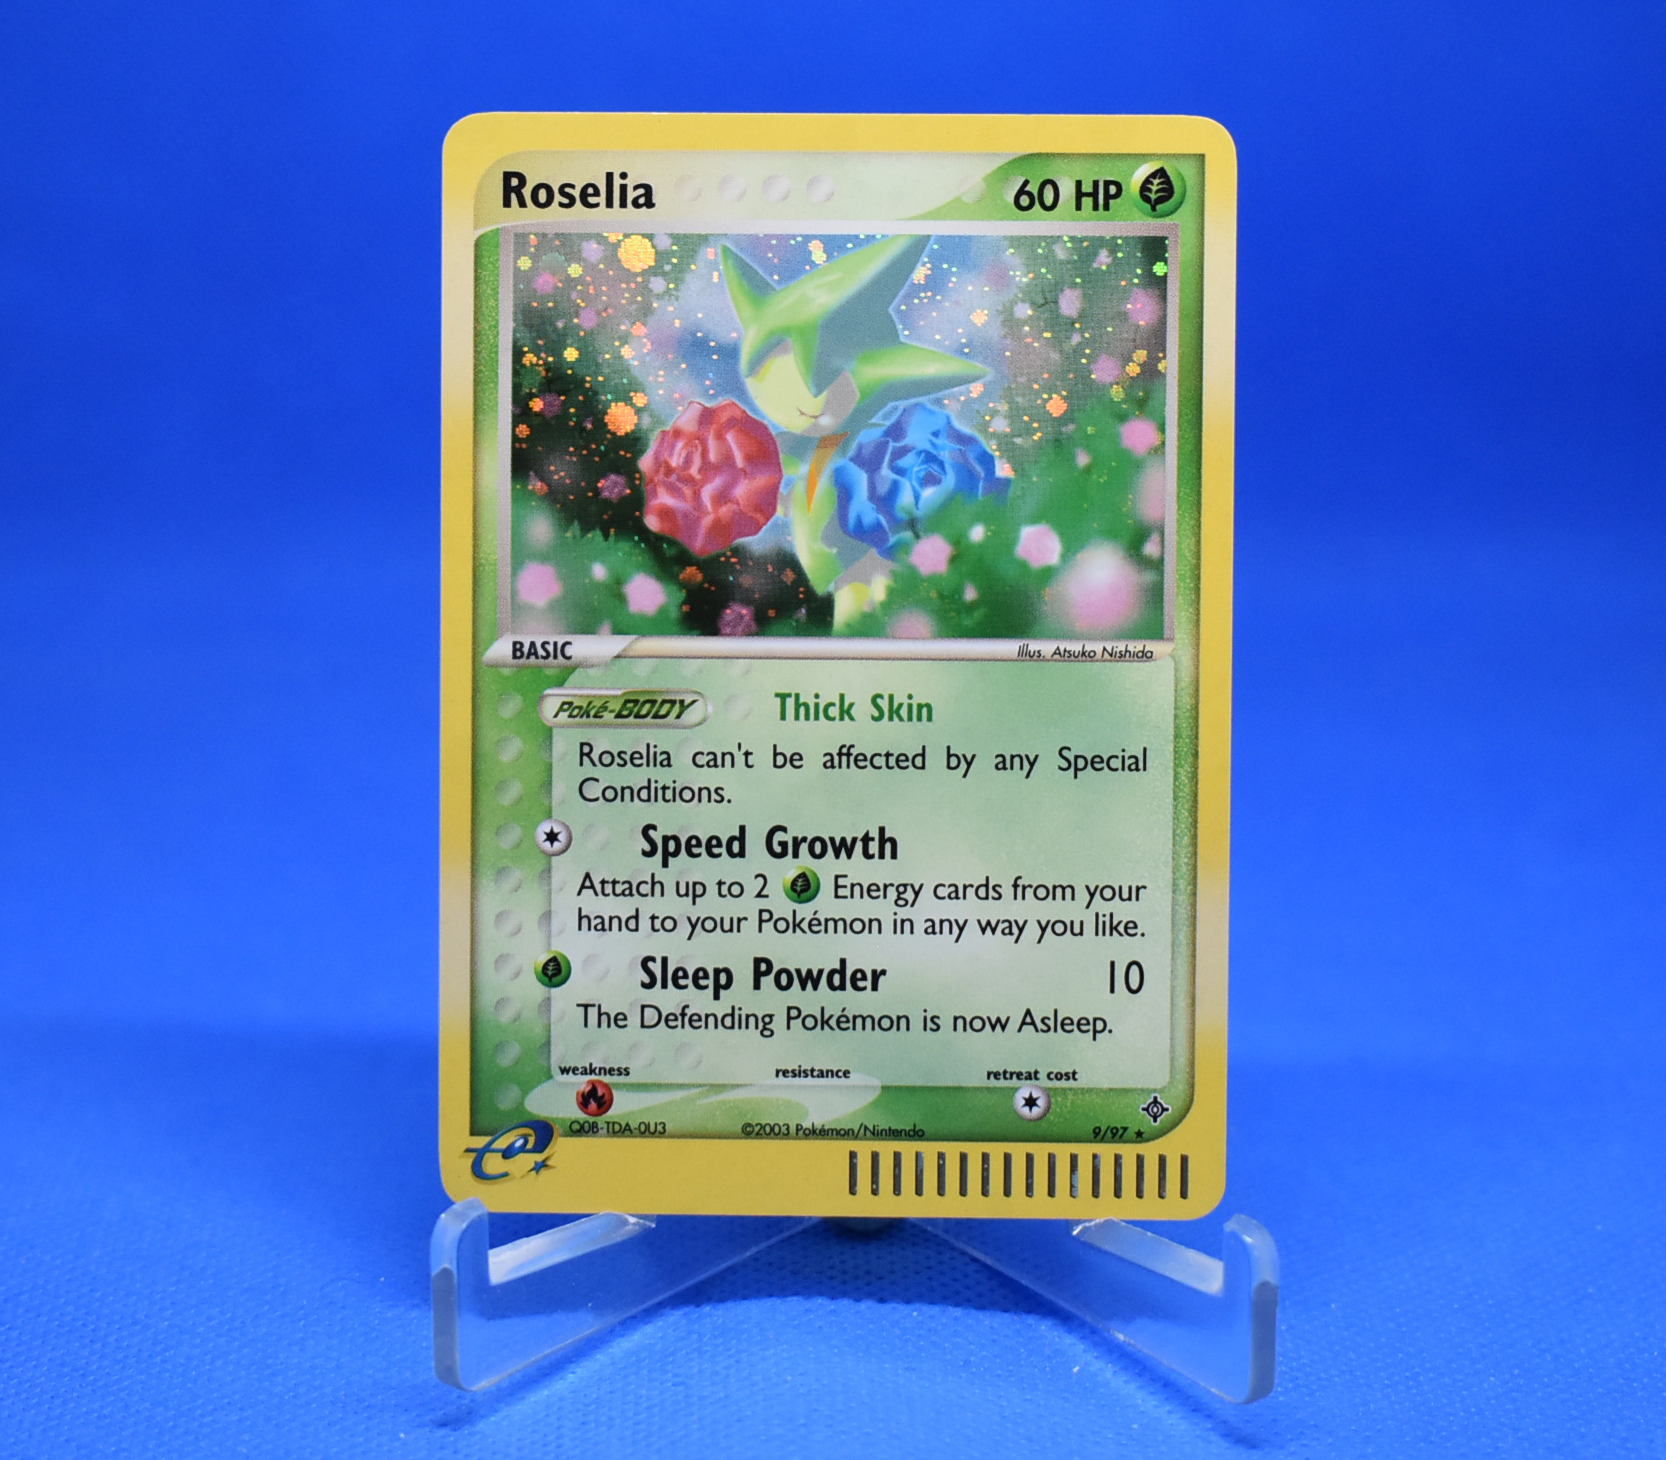 Roselia
60 HP
BASIC
Illus. Atsuko Nishida
Poké-BODY
Thick Skin
Roselia can't be affected by any Special
Conditions.
Speed Growth
Attach up to 2 Energy cards from your
hand to your Pokémon in any way you like.
Sleep Powder 10
The Defending Pokémon is now Asleep.
weakness resistance retreat cost
Q0B-TDA-0U3 ©2003 Pokémon/Nintendo 9/97 ★
e